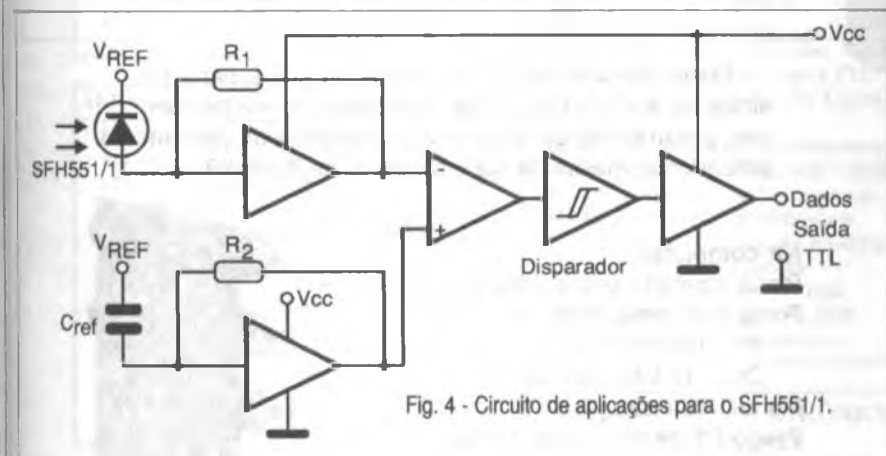 Vcc
VREF
R1
SFH551/1
-
+
Disparador
Dados
Saída
TTL
VREF
R2
Cref
Vcc
Fig. 4 - Circuito de aplicações para o SFH551/1.